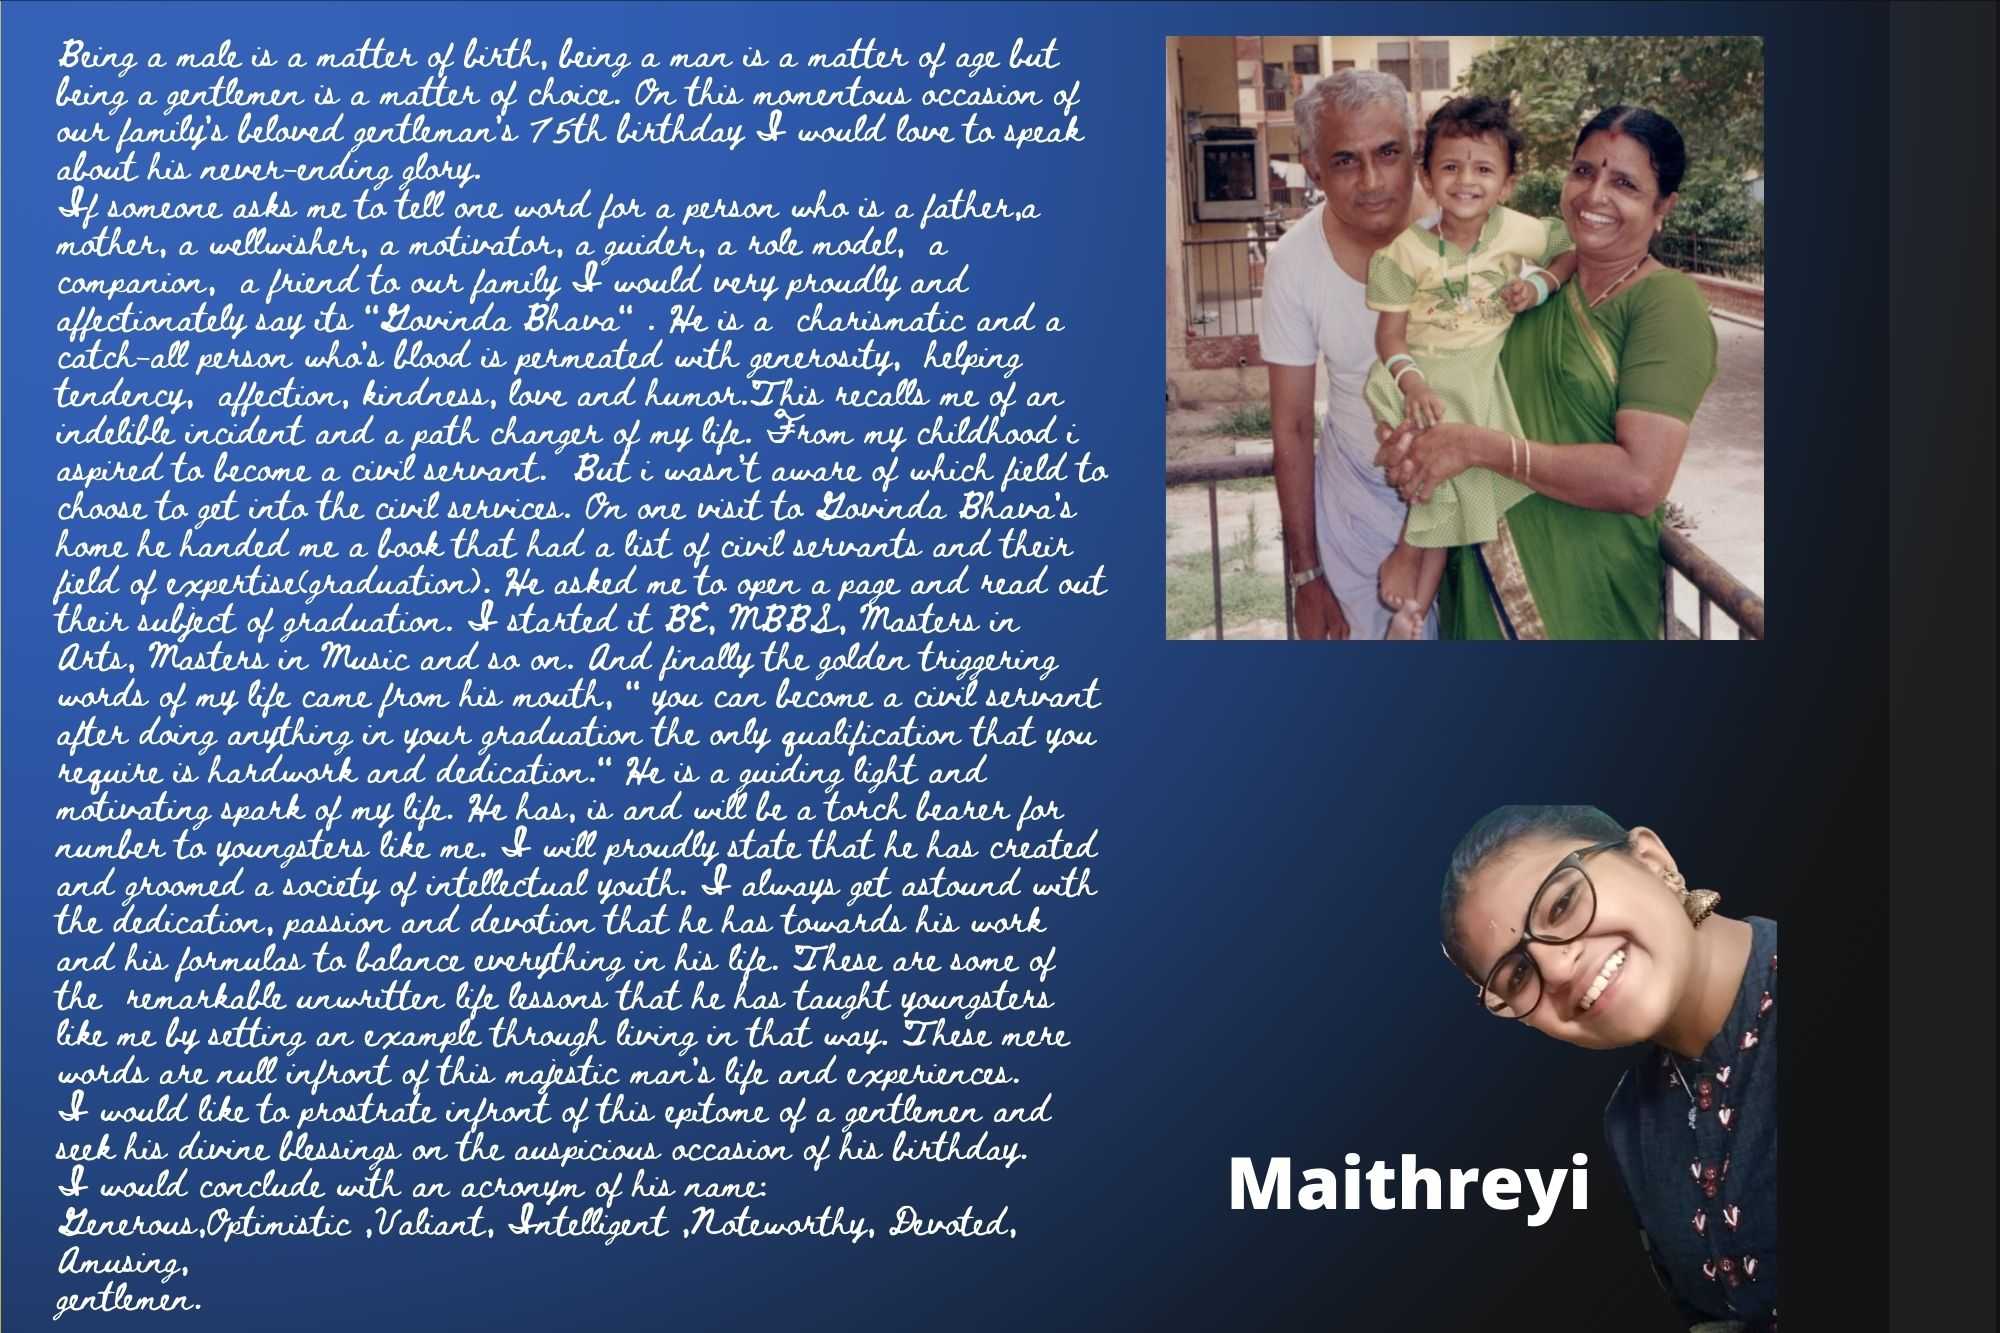 Being a male is a matter of birth, being a man is a matter of age but
being a gentlemen is a matter of choice. On this momentous occasion of
our family's beloved gentleman's 75th birthday I would love to speak
about his never-ending glory.
If someone asks me to tell one word for a person who is a father,a
mother, a wellwisher, a motivator, a guider, a role model, a
companion, a friend to our family I would very proudly and
affectionately say its "Govinda Bhava" . He is a charismatic and a
catch-all person who's blood is permeated with generosity, helping
tendency, affection, kindness, love and humor.This recalls me of an
indelible incident and a path changer of my life. From my childhood i
aspired to become a civil servant. But i wasn't aware of which field to
choose to get into the civil services. On one visit to Govinda Bhava's
home he handed me a book that had a list of civil servants and their
field of expertise(graduation). He asked me to open a page and read out
their subject of graduation. I started it BE, MBBS, Masters in
Arts, Masters in Music and so on. And finally the golden triggering
words of my life came from his mouth, " you can become a civil servant
after doing anything in your graduation the only qualification that you
require is hardwork and dedication." He is a guiding light and
motivating spark of my life. He has, is and will be a torch bearer for
number to youngsters like me. I will proudly state that he has created
and groomed a society of intellectual youth. I always get astound with
the dedication, passion and devotion that he has towards his work
and his formulas to balance everything in his life. These are some of
the remarkable unwritten life lessons that he has taught youngsters
like me by setting an example through living in that way. These mere
words are null infront of this majestic man's life and experiences.
I would like to prostrate infront of this epitome of a gentlemen and
seek his divine blessings on the auspicious occasion of his birthday.
I would conclude with an acronym of his name:
Generous,Optimistic ,Valiant, Intelligent ,Noteworthy, Devoted,
Amusing,
gentlemen.
Maithreyi